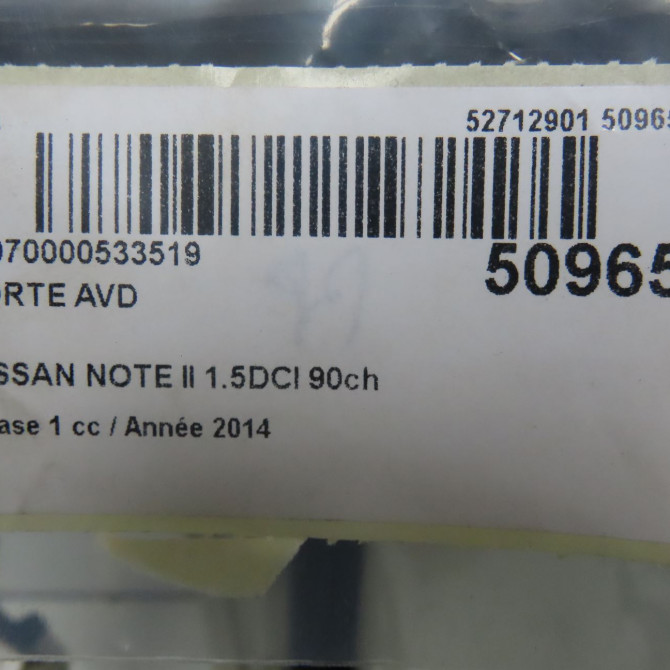 52712901 50965
070000533519
50965
ORTE AVD
SSAN NOTE II 1.5DCI 90ch
ase 1 cc / Année 2014